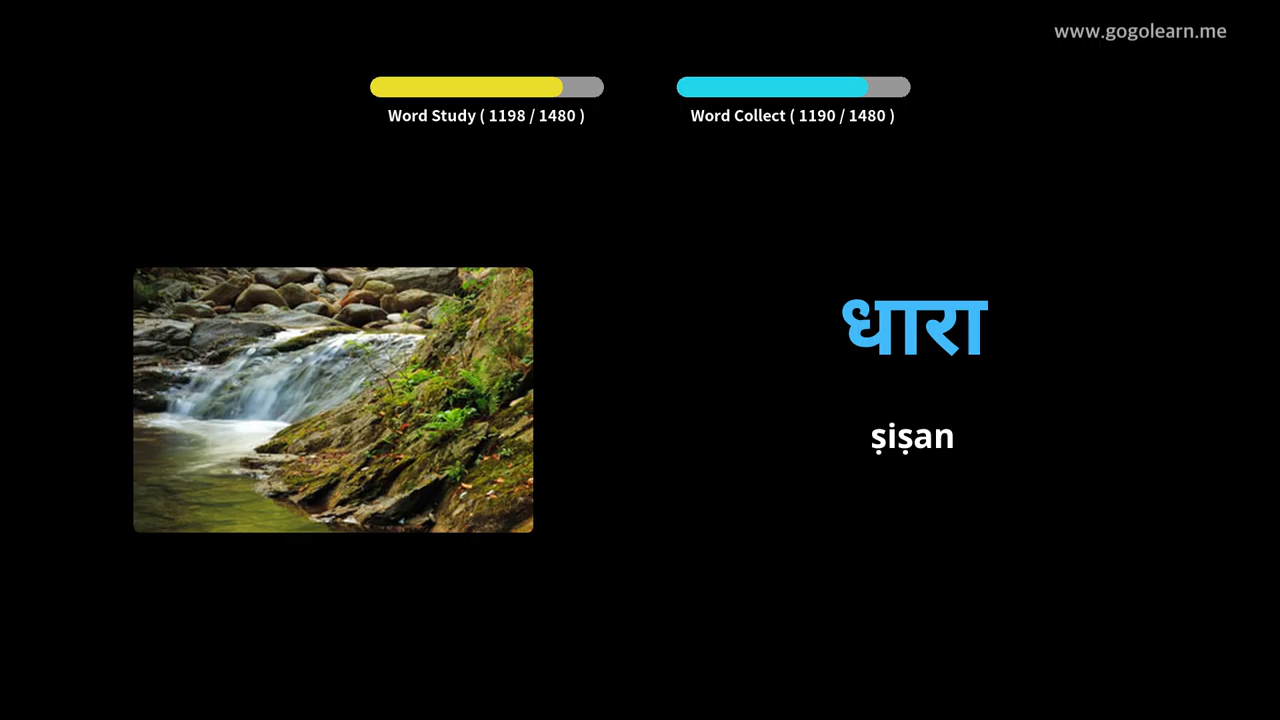 www.gogolearn.me
Word Study ( 1198 / 1480 )
Word Collect ( 1190 / 1480 )
धारा
ṣiṣan